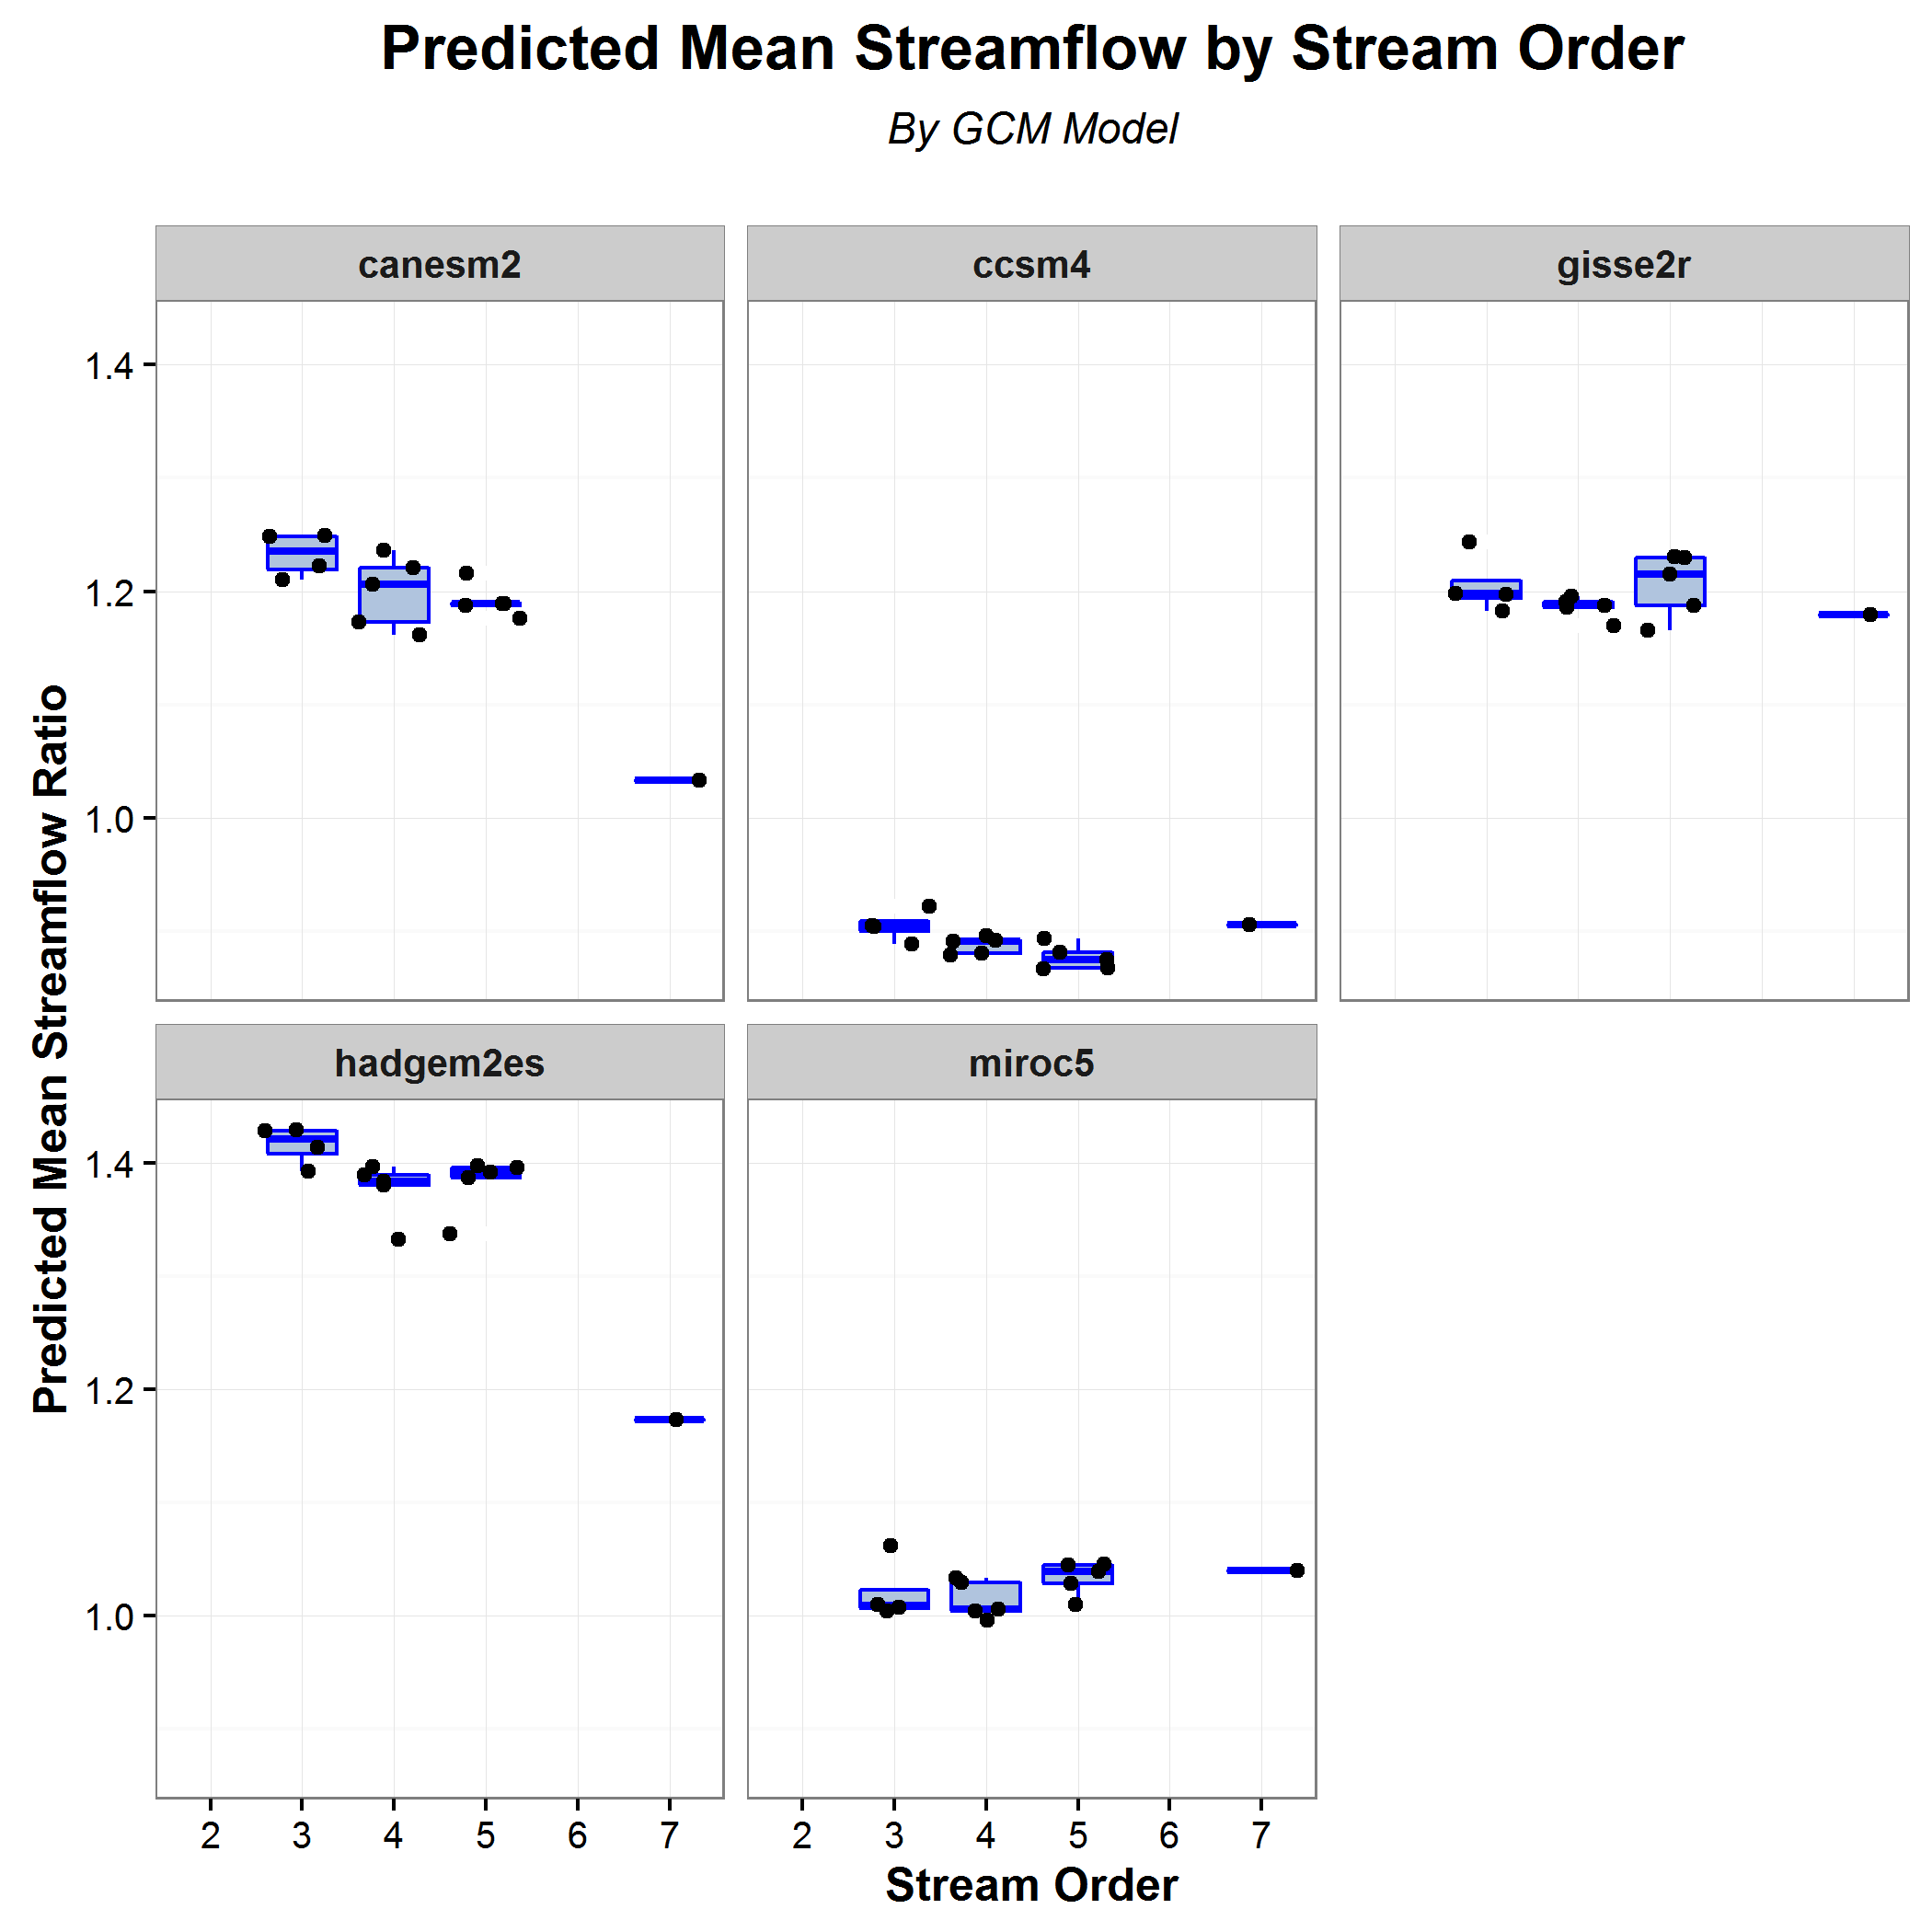 Predicted Mean Streamflow by Stream Order
By GCM Model
canesm2
ccsm4
gisse2r
1.4
1.2
1.0
Predicted Mean Streamflow Ratio
hadgem2es
miroc5
1.4
1.2
1.0
2 3 4 5 6 7
2 3 4 5 6 7
Stream Order